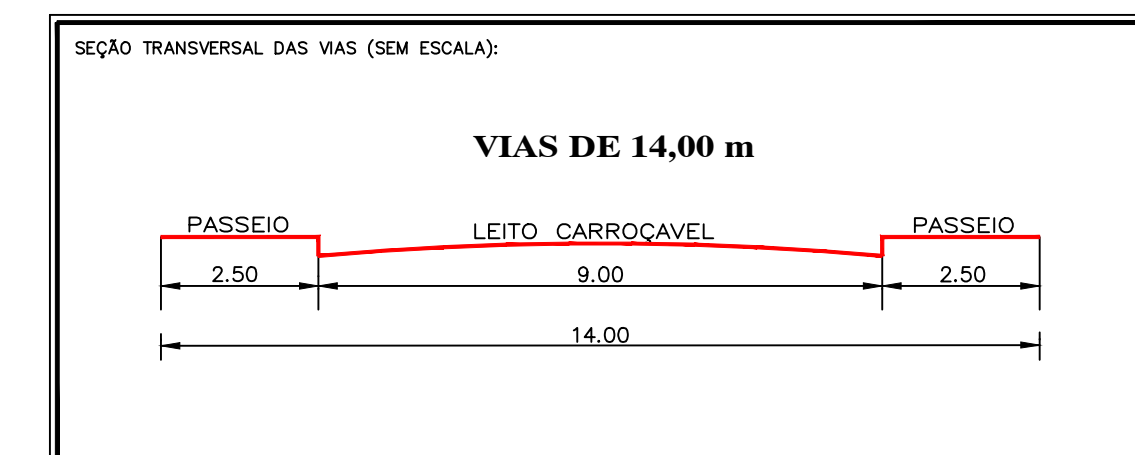 SEÇÃO TRANSVERSAL DAS VIAS (SEM ESCALA):
VIAS DE 14,00 m
PASSEIO LEITO CARROÇAVEL PASSEIO
2.50 9.00 2.50
14.00